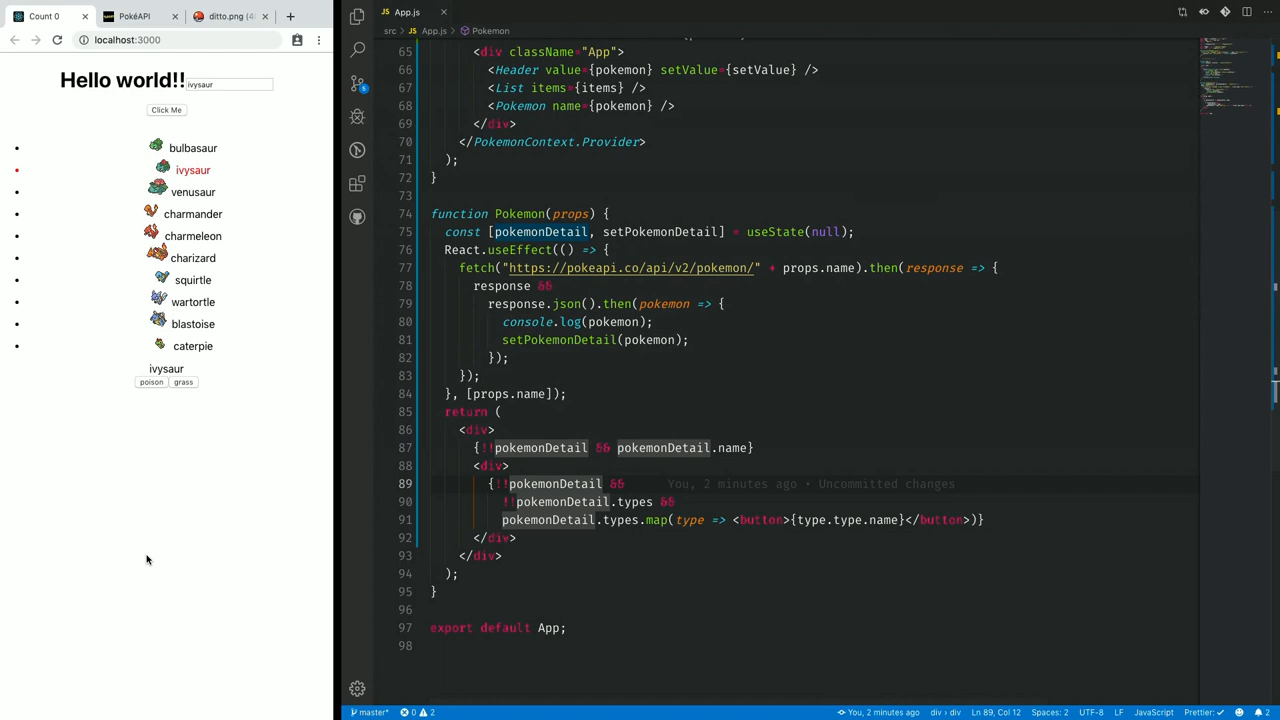 Count 0
PokéAPI
ditto.png (4
localhost:3000
Hello world!!
ivysaur
Click Me
bulbasaur
ivysaur
venusaur
charmander
charmeleon
charizard
squirtle
wartortle
blastoise
caterpie
ivysaur
poison grass
App.js
src > App.js > Pokemon
65 <div className="App">
66 <Header value={pokemon} setValue={setValue} />
67 <List items={items} />
68 <Pokemon name={pokemon} />
69 </div>
70 </PokemonContext.Provider>
71 );
72 }
73
74 function Pokemon(props) {
75 const [pokemonDetail, setPokemonDetail] = useState(null);
76 React.useEffect(() => {
77 fetch("https://pokeapi.co/api/v2/pokemon/" + props.name).then(response => {
78 response &&
79 response.json().then(pokemon => {
80 console.log(pokemon);
81 setPokemonDetail(pokemon);
82 });
83 });
84 }, [props.name]);
85 return (
86 <div>
87 {!!pokemonDetail && pokemonDetail.name}
88 <div>
89 {!!pokemonDetail && You, 2 minutes ago • Uncommitted changes
90 !!pokemonDetail.types &&
91 pokemonDetail.types.map(type => <button>{type.type.name}</button>)}
92 </div>
93 </div>
94 );
95 }
96
97 export default App;
98
5
master* 0 2 You, 2 minutes ago div > div Ln 89, Col 12 Spaces: 2 UTF-8 LF JavaScript Prettier: ✓ 2